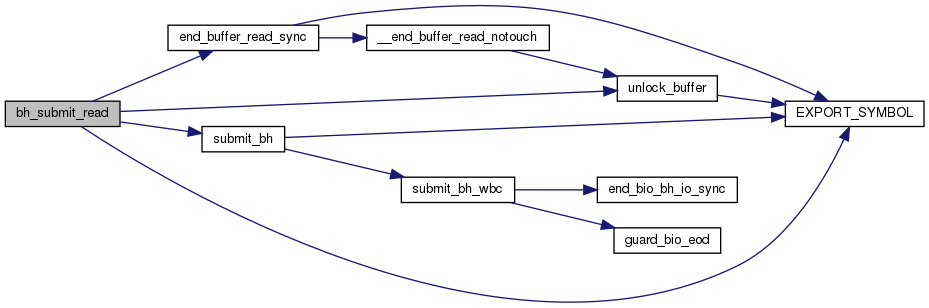 end_buffer_read_sync
__end_buffer_read_notouch
unlock_buffer
bh_submit_read
EXPORT_SYMBOL
submit_bh
submit_bh_wbc
end_bio_bh_io_sync
guard_bio_eod